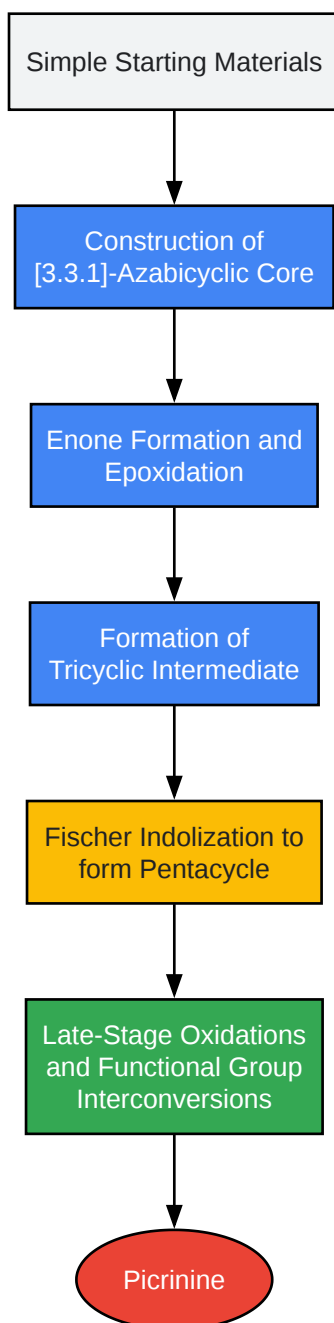 Simple Starting Materials
Construction of
[3.3.1]-Azabicyclic Core
Enone Formation and
Epoxidation
Formation of
Tricyclic Intermediate
Fischer Indolization to
form Pentacycle
Late-Stage Oxidations
and Functional Group
Interconversions
Picrinine